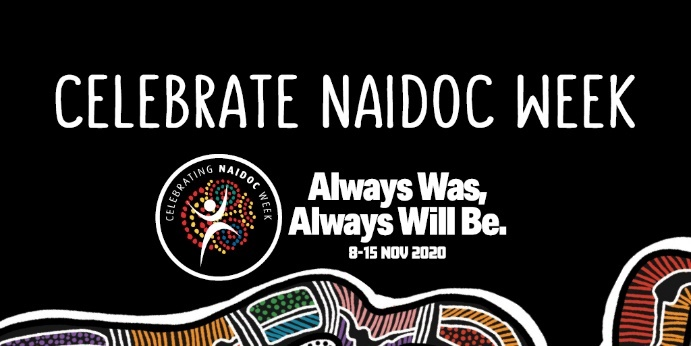 CELEBRATE NAIDOC WEEK
CELEBRATING NAIDOC WEEK
Always Was,
Always Will Be.
8-15 NOV 2020